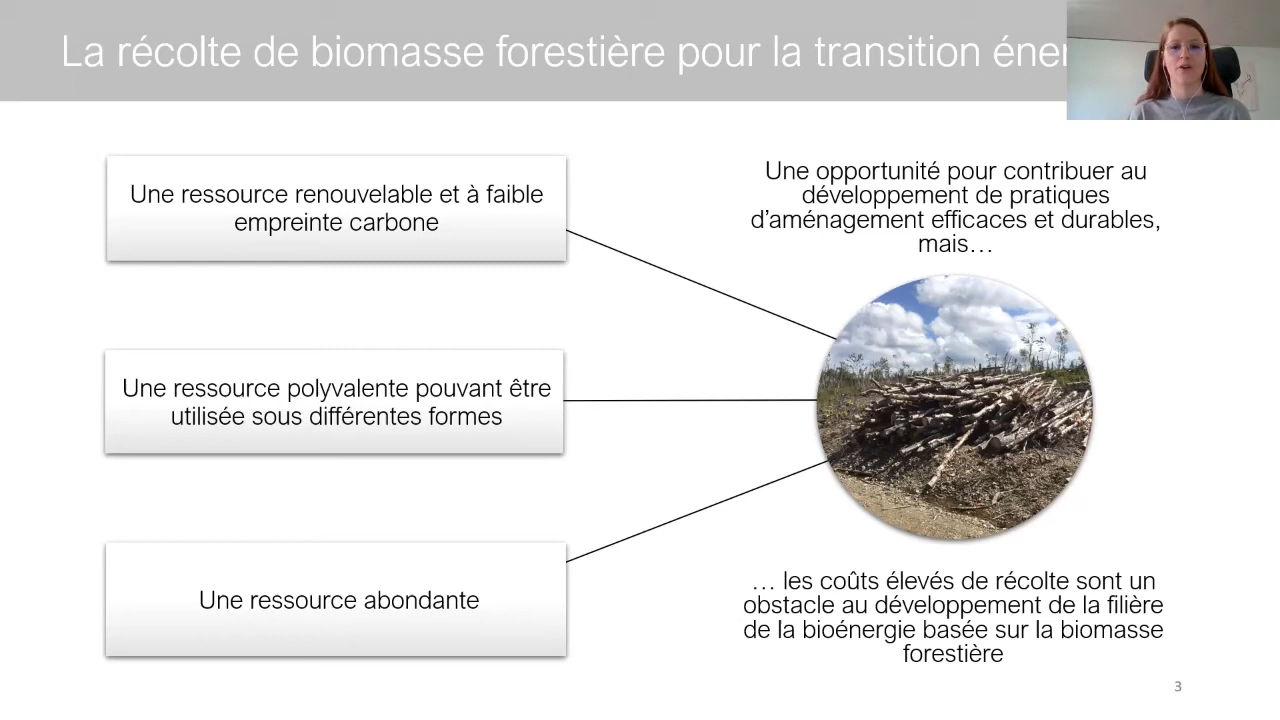 La récolte de biomasse forestière pour la transition
Une ressource renouvelable et à faible
empreinte carbone
Une ressource polyvalente pouvant être
utilisée sous différentes formes
Une ressource abondante
Une opportunité pour contribuer au
développement de pratiques
d’aménagement efficaces et durables,
mais…
… les coûts élevés de récolte sont un
obstacle au développement de la filière
de la bioénergie basée sur la biomasse
forestière
3